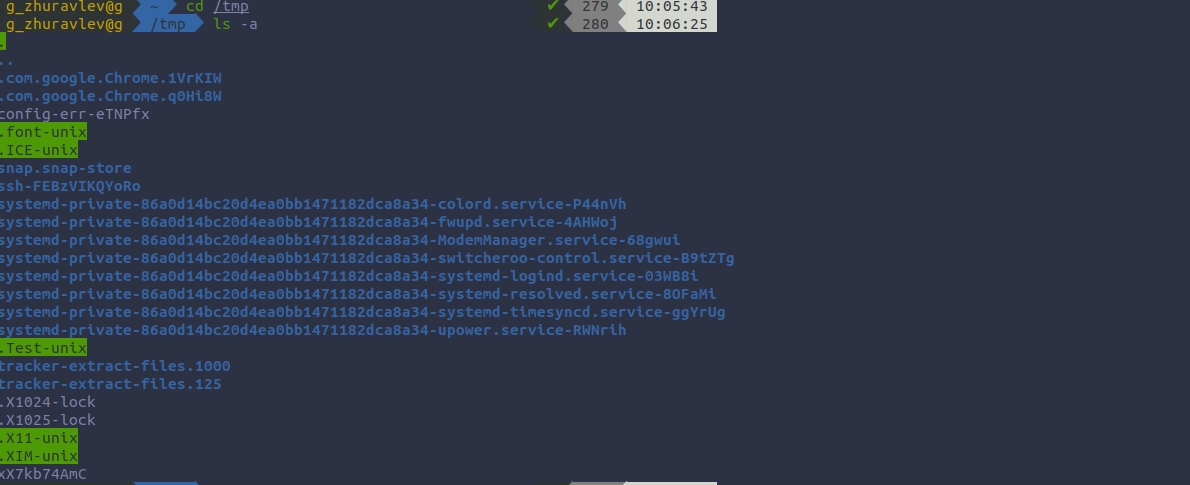 g_zhuravlev@g ~ cd /tmp ✔ 279 10:05:43
g_zhuravlev@g /tmp ls -a ✔ 280 10:06:25
.
..
.com.google.Chrome.1VrKIW
.com.google.Chrome.q0Hi8W
config-err-eTNPfx
.font-unix
.ICE-unix
snap.snap-store
ssh-FEBzVIKQYoRo
systemd-private-86a0d14bc20d4ea0bb1471182dca8a34-colord.service-P44nVh
systemd-private-86a0d14bc20d4ea0bb1471182dca8a34-fwupd.service-4AHWoj
systemd-private-86a0d14bc20d4ea0bb1471182dca8a34-ModemManager.service-68gwui
systemd-private-86a0d14bc20d4ea0bb1471182dca8a34-switcheroo-control.service-B9tZTg
systemd-private-86a0d14bc20d4ea0bb1471182dca8a34-systemd-logind.service-03WB8i
systemd-private-86a0d14bc20d4ea0bb1471182dca8a34-systemd-resolved.service-8OFaMi
systemd-private-86a0d14bc20d4ea0bb1471182dca8a34-systemd-timesyncd.service-ggYrUg
systemd-private-86a0d14bc20d4ea0bb1471182dca8a34-upower.service-RWNrih
.Test-unix
tracker-extract-files.1000
tracker-extract-files.125
.X1024-lock
.X1025-lock
.X11-unix
.XIM-unix
xX7kb74AmC